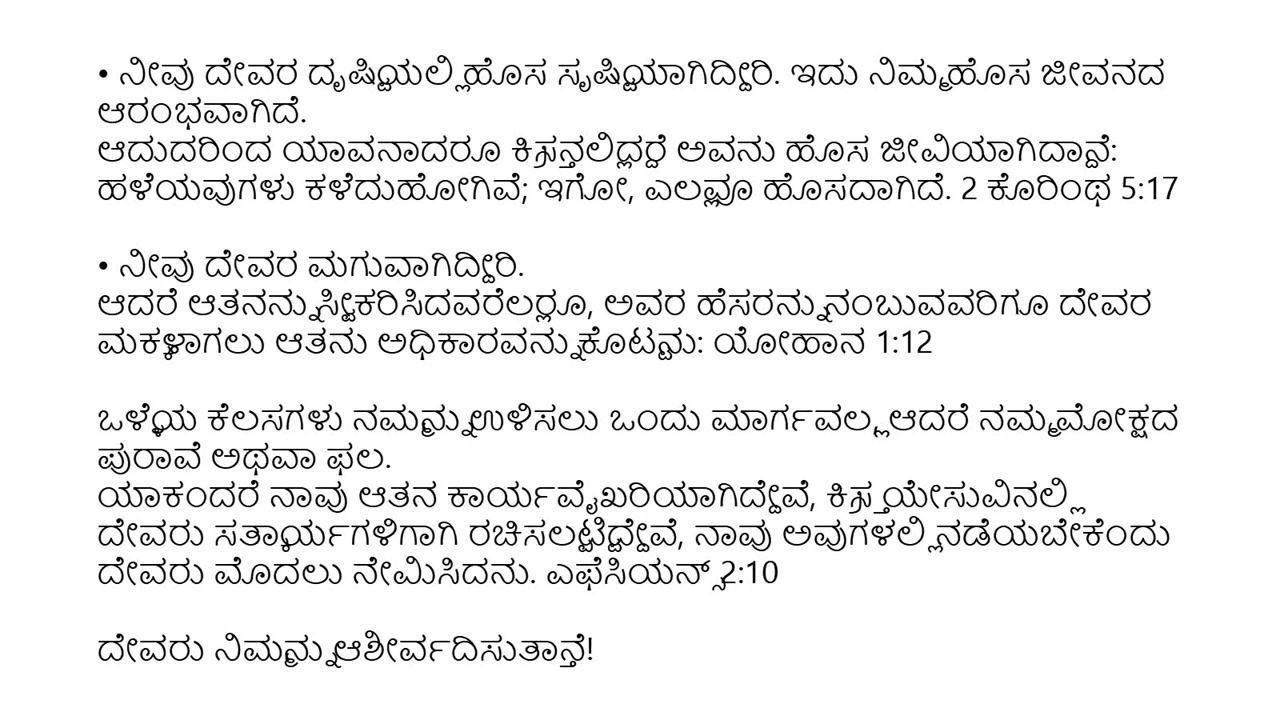 • ನೀವು ದೇವರ ದೃಷ್ಟಿಯಲ್ಲಿ ಹೊಸ ಸೃಷ್ಟಿಯಾಗಿದ್ದೀರಿ. ಇದು ನಿಮ್ಮ ಹೊಸ ಜೀವನದ
ಆರಂಭವಾಗಿದೆ.
ಆದುದರಿಂದ ಯಾವನಾದರೂ ಕ್ರಿಸ್ತನಲ್ಲಿದ್ದರೆ ಅವನು ಹೊಸ ಜೀವಿಯಾಗಿದ್ದಾನೆ:
ಹಳೆಯವುಗಳು ಕಳೆದುಹೋಗಿವೆ; ಇಗೋ, ಎಲ್ಲವೂ ಹೊಸದಾಗಿದೆ. 2 ಕೊರಿಂಥ 5:17
• ನೀವು ದೇವರ ಮಗುವಾಗಿದ್ದೀರಿ.
ಆದರೆ ಆತನನ್ನು ಸ್ವೀಕರಿಸಿದವರೆಲ್ಲರೂ, ಅವರ ಹೆಸರನ್ನು ನಂಬುವವರಿಗೂ ದೇವರ
ಮಕ್ಕಳಾಗಲು ಆತನು ಅಧಿಕಾರವನ್ನು ಕೊಟ್ಟನು: ಯೋಹಾನ 1:12
ಒಳ್ಳೆಯ ಕೆಲಸಗಳು ನಮ್ಮನ್ನು ಉಳಿಸಲು ಒಂದು ಮಾರ್ಗವಲ್ಲ, ಆದರೆ ನಮ್ಮ ಮೋಕ್ಷದ
ಪುರಾವೆ ಅಥವಾ ಫಲ.
ಯಾಕಂದರೆ ನಾವು ಆತನ ಕಾರ್ಯವೈಖರಿಯಾಗಿದ್ದೇವೆ, ಕ್ರಿಸ್ತ ಯೇಸುವಿನಲ್ಲಿ
ದೇವರು ಸತ್ಕಾರ್ಯಗಳಿಗಾಗಿ ರಚಿಸಲ್ಪಟ್ಟಿದ್ದೇವೆ, ನಾವು ಅವುಗಳಲ್ಲಿ ನಡೆಯಬೇಕೆಂದು
ದೇವರು ಮೊದಲು ನೇಮಿಸಿದನು. ಎಫೆಸಿಯನ್ಸ್ 2:10
ದೇವರು ನಿಮ್ಮನ್ನು ಆಶೀರ್ವದಿಸುತ್ತಾನೆ!